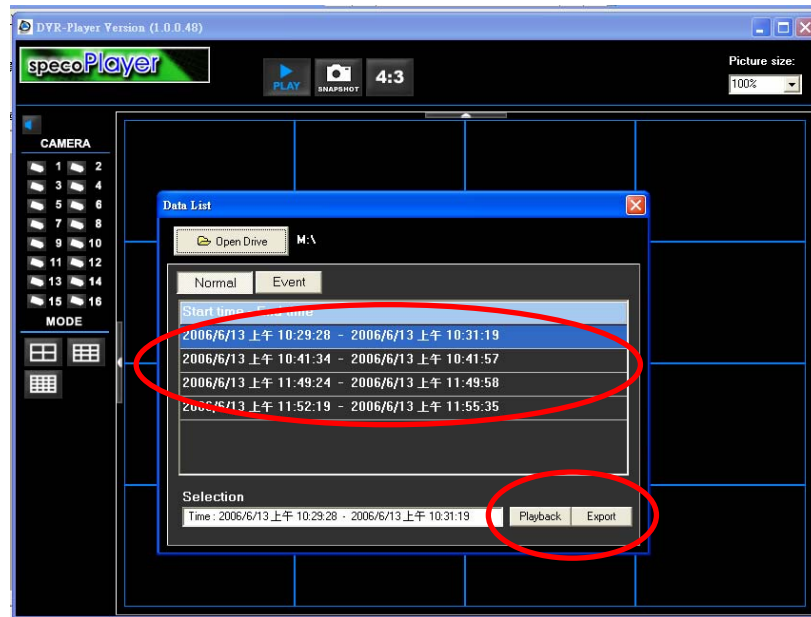 DVR-Player Version (1.0.0.48)
specoPlayer
PLAY
SNAPSHOT
4:3
Picture size:
100%
CAMERA
1 2
3 4
5 6
7 8
9 10
11 12
13 14
15 16
MODE
Data List
Open Drive M:\
Normal Event
Start time - End time
2006/6/13 上午 10:29:28 - 2006/6/13 上午 10:31:19
2006/6/13 上午 10:41:34 - 2006/6/13 上午 10:41:57
2006/6/13 上午 11:49:24 - 2006/6/13 上午 11:49:58
2006/6/13 上午 11:52:19 - 2006/6/13 上午 11:55:35
Selection
Time : 2006/6/13 上午 10:29:28 - 2006/6/13 上午 10:31:19 Playback Export